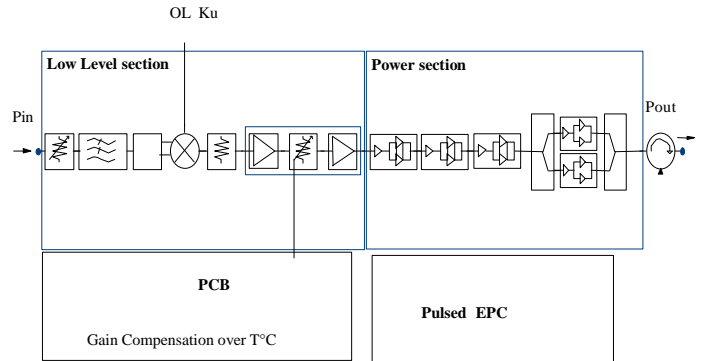 OL Ku
Low Level section
Power section
Pin
Pout
PCB
Gain Compensation over T°C
Pulsed EPC